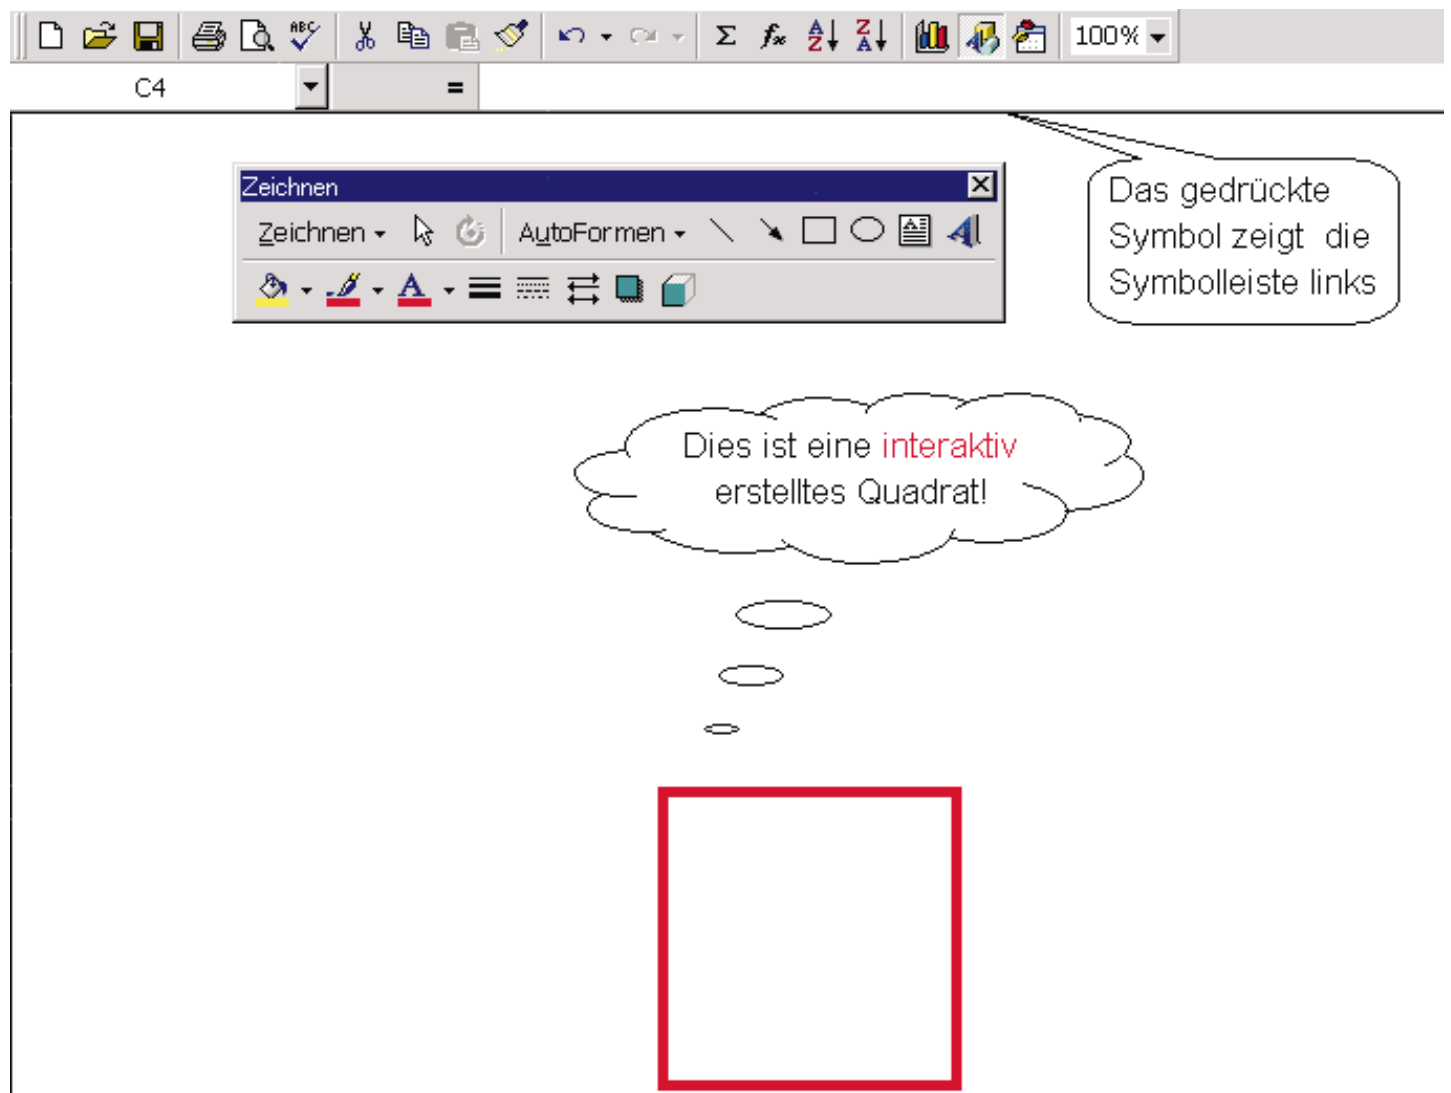 100%
C4 =
Zeichnen
Zeichnen AutoFormen
Das gedrückte
Symbol zeigt die
Symbolleiste links
Dies ist eine interaktiv
erstelltes Quadrat!